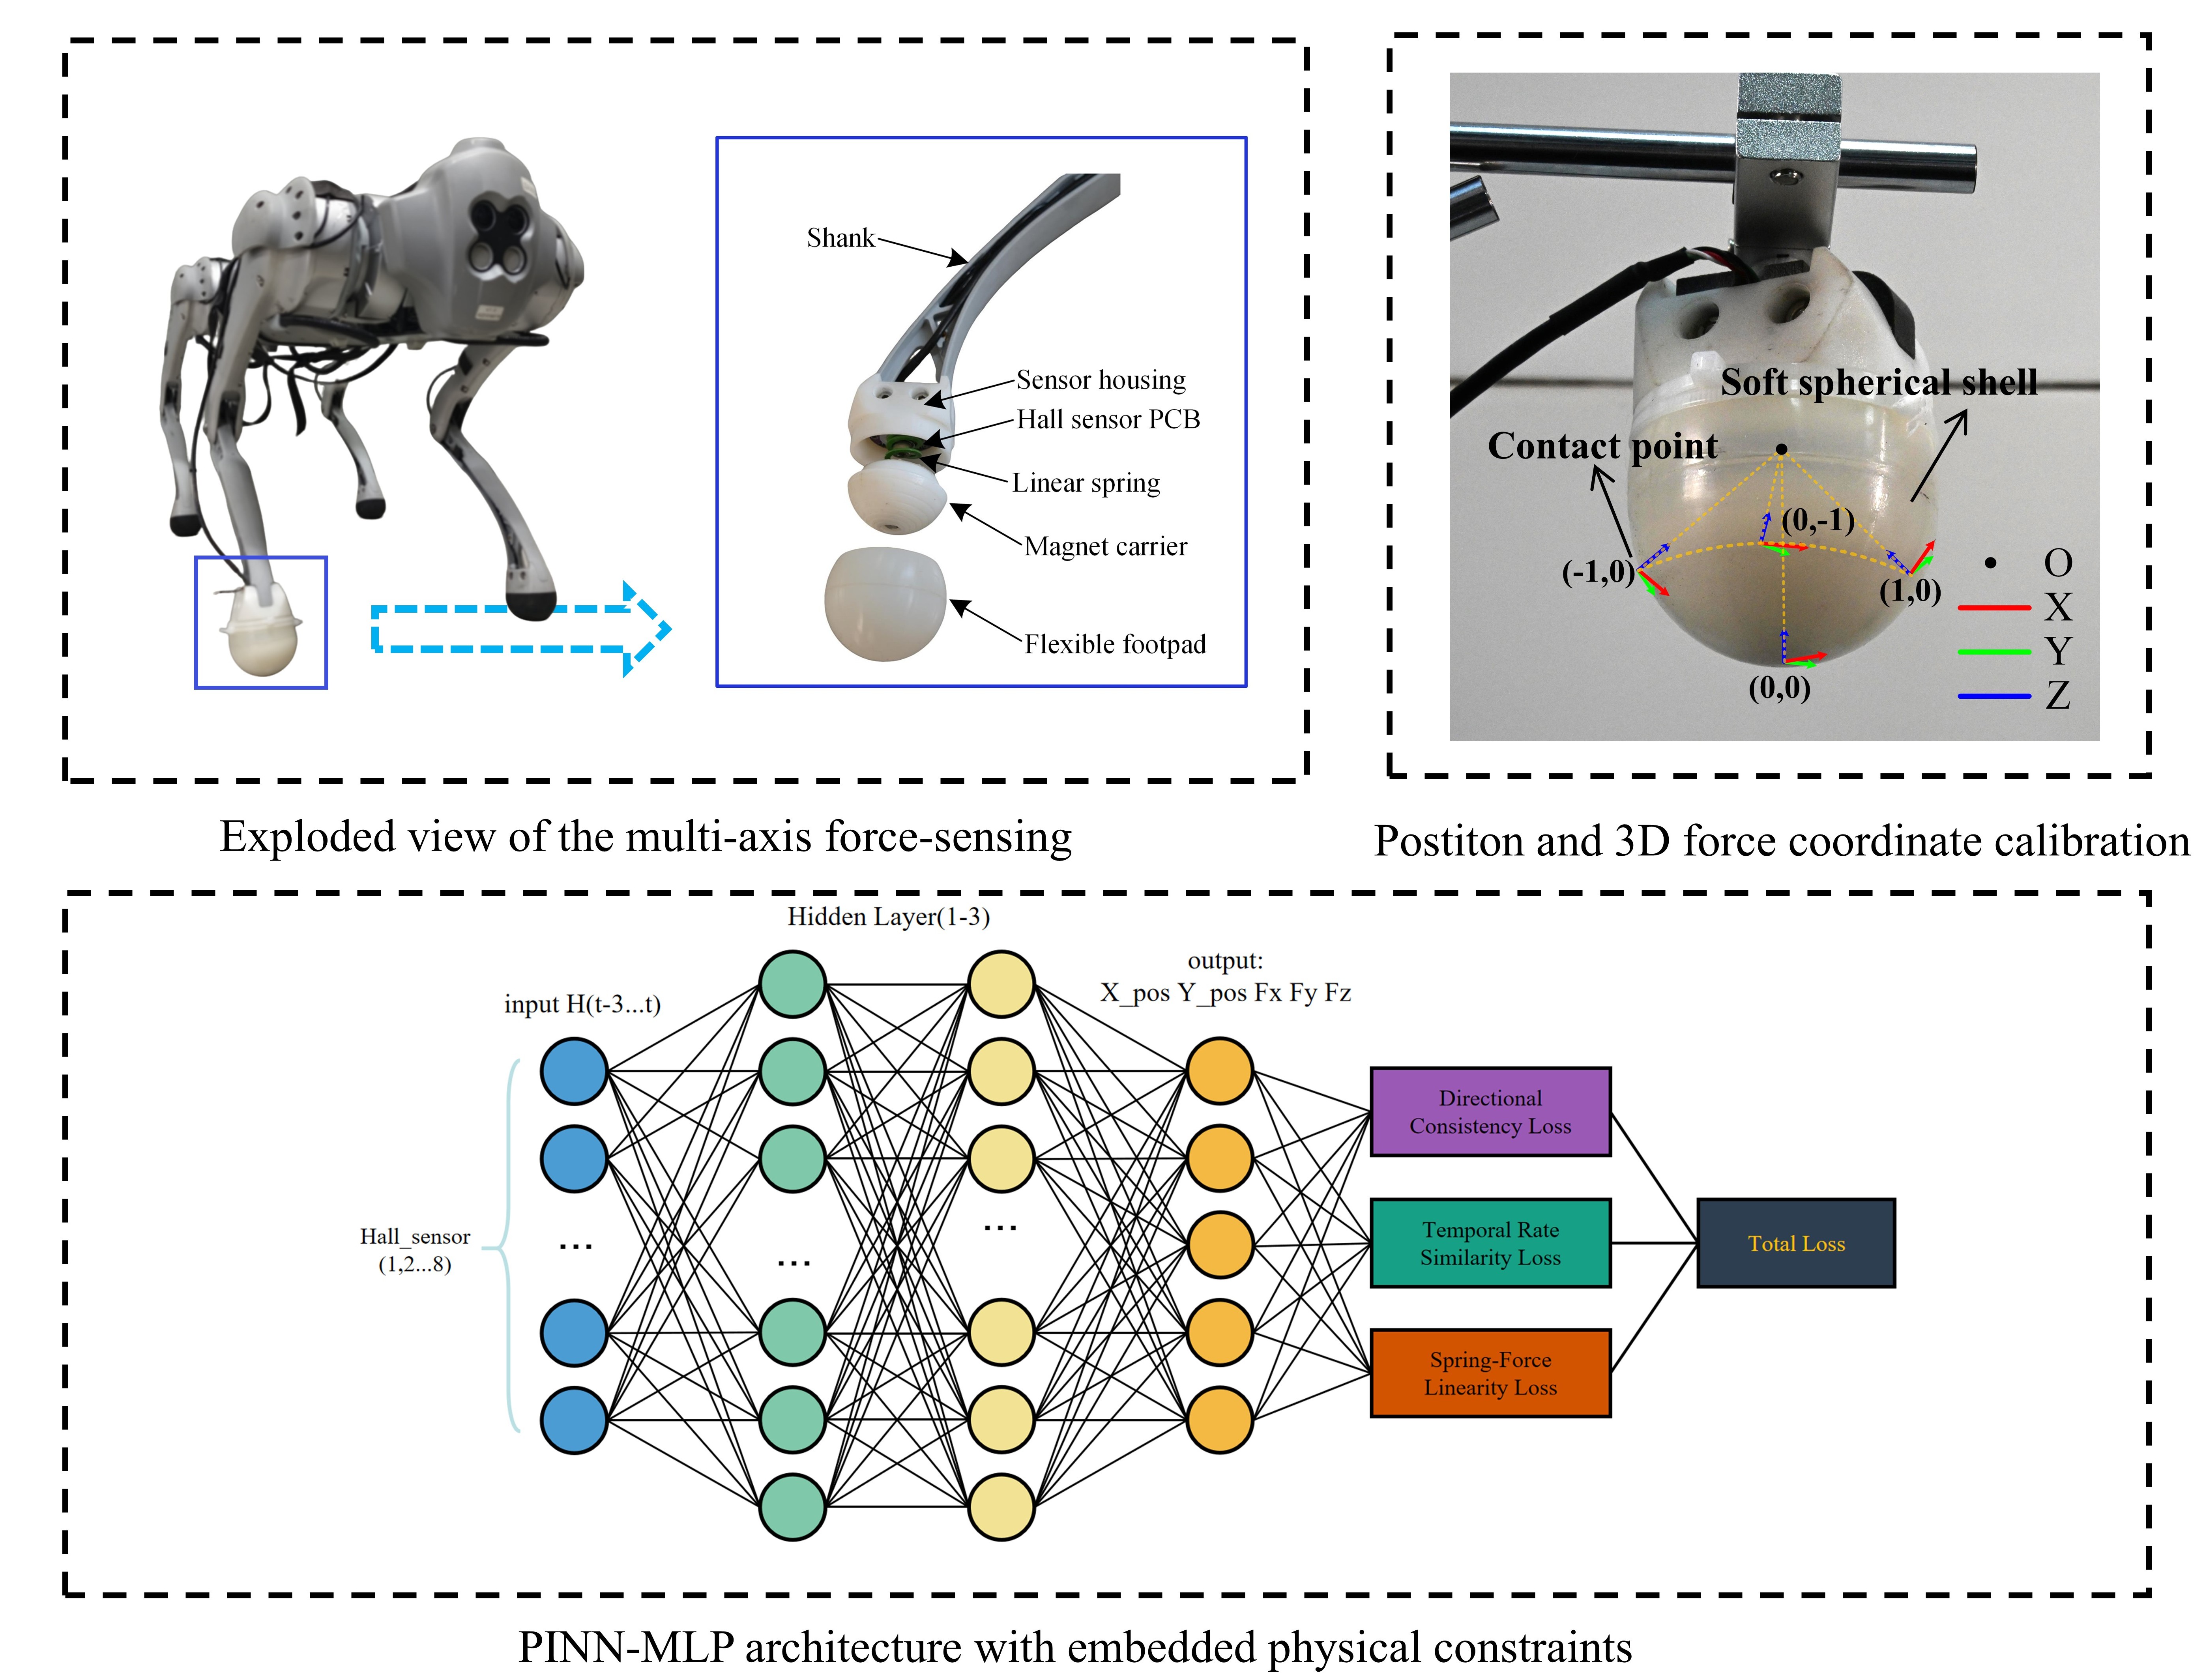 Shank
Sensor housing
Hall sensor PCB
Linear spring
Magnet carrier
Flexible footpad
Exploded view of the multi-axis force-sensing
Soft spherical shell
Contact point
(0,-1)
(-1,0)
(1,0)
(0,0)
O
X
Y
Z
Postiton and 3D force coordinate calibration
Hidden Layer(1-3)
input H(t-3...t)
output:
X_pos Y_pos Fx Fy Fz
Hall_sensor
(1,2...8)
...
...
...
Directional
Consistency Loss
Temporal Rate
Similarity Loss
Spring-Force
Linearity Loss
Total Loss
PINN-MLP architecture with embedded physical constraints